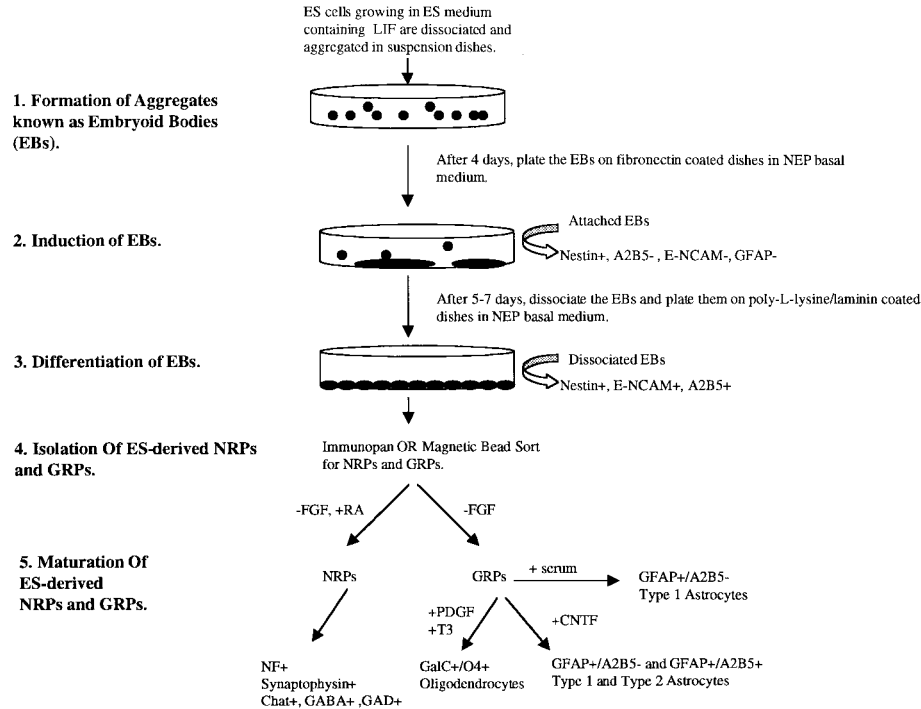 ES cells growing in ES medium
containing LIF are dissociated and
aggregated in suspension dishes.
1. Formation of Aggregates
known as Embryoid Bodies
(EBs).
After 4 days, plate the EBs on fibronectin coated dishes in NEP basal
medium.
2. Induction of EBs.
Attached EBs
Nestin+, A2B5- , E-NCAM-, GFAP-
After 5-7 days, dissociate the EBs and plate them on poly-L-lysine/laminin coated
dishes in NEP basal medium.
3. Differentiation of EBs.
Dissociated EBs
Nestin+, E-NCAM+, A2B5+
4. Isolation Of ES-derived NRPs
and GRPs.
Immunopan OR Magnetic Bead Sort
for NRPs and GRPs.
-FGF, +RA
-FGF
5. Maturation Of
ES-derived
NRPs and GRPs.
NRPs
GRPs
+ serum
GFAP+/A2B5-
Type 1 Astrocytes
+PDGF
+T3
+CNTF
NF+
Synaptophysin+
Chat+, GABA+ ,GAD+
GalC+/O4+
Oligodendrocytes
GFAP+/A2B5- and GFAP+/A2B5+
Type 1 and Type 2 Astrocytes